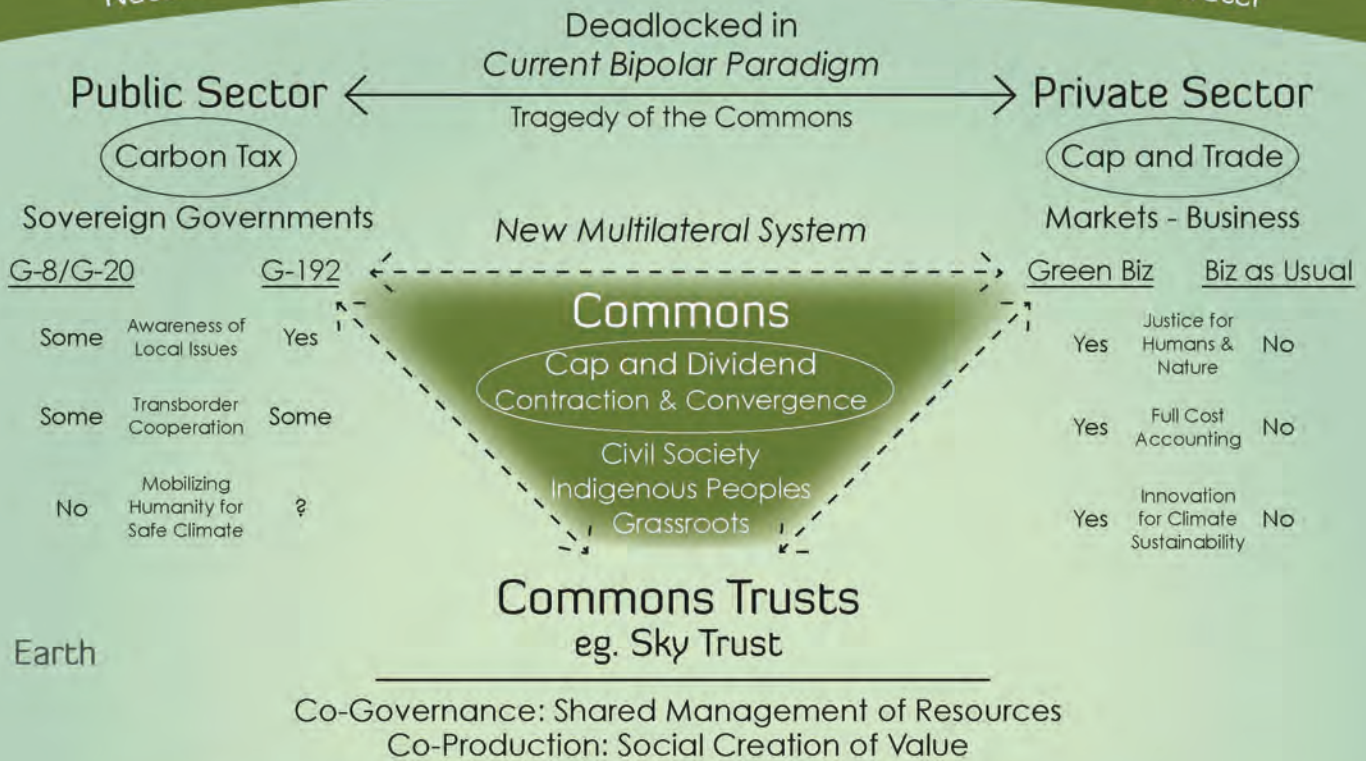 Deadlocked in
Current Bipolar Paradigm
Public Sector
Private Sector
Tragedy of the Commons
Carbon Tax
Cap and Trade
Sovereign Governments
Markets - Business
New Multilateral System
G-8/G-20
G-192
Green Biz
Biz as Usual
Some
Awareness of
Local Issues
Yes
Some
Transborder
Cooperation
Some
No
Mobilizing
Humanity for
Safe Climate
?
Commons
Cap and Dividend
Contraction & Convergence
Civil Society
Indigenous Peoples
Grassroots
Yes
Justice for
Humans &
Nature
No
Yes
Full Cost
Accounting
No
Yes
Innovation
for Climate
Sustainability
No
Commons Trusts
eg. Sky Trust
Earth
Co-Governance: Shared Management of Resources
Co-Production: Social Creation of Value